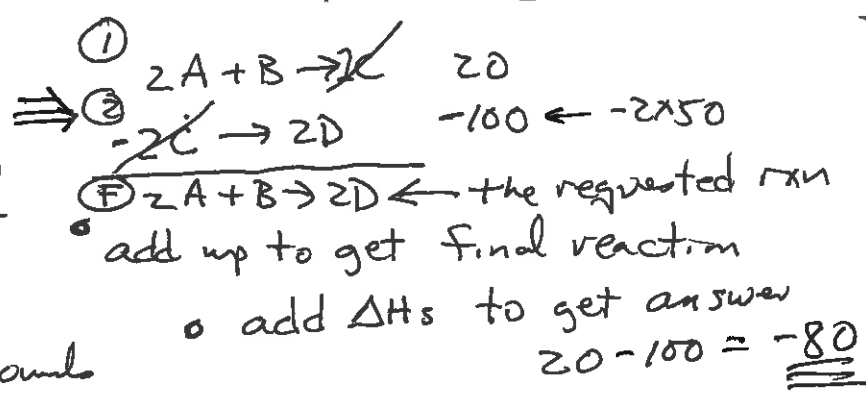 ①
2A + B → 2C 20
⇒ ② -2C → 2D -100 ← -2×50
Ⓕ 2A + B → 2D ← the requested rxn
• add up to get final reaction
• add ΔHs to get answer
20 - 100 = -80